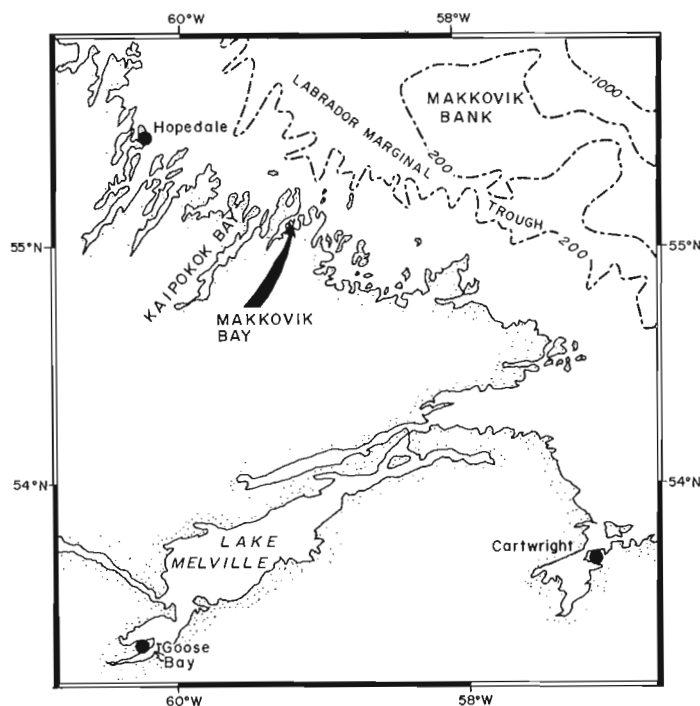 60°W
58°W
Hopedale
LABRADOR MARGINAL
TROUGH
MAKKOVIK
BANK
1000
200
200
55°N
55°N
KAIPOKOK BAY
MAKKOVIK
BAY
54°N
54°N
LAKE
MELVILLE
Cartwright
Goose
Bay
60°W
58°W